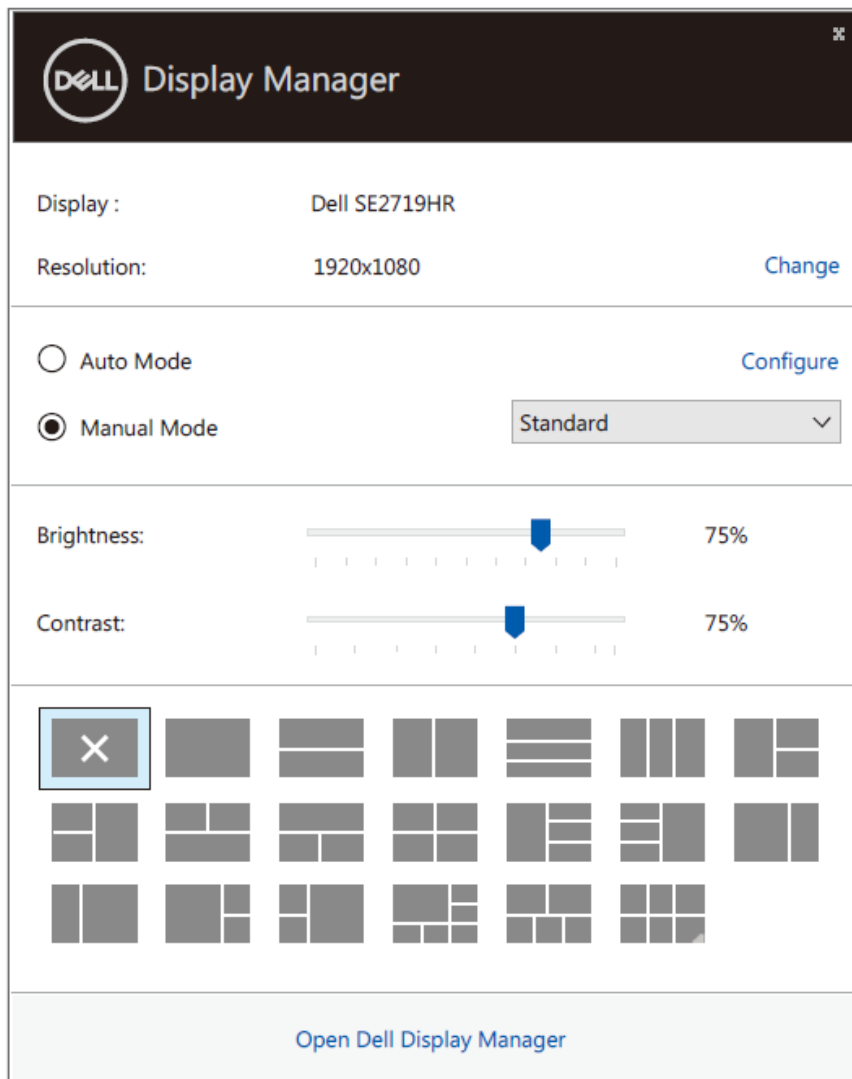 DELL Display Manager
Display : Dell SE2719HR
Resolution: 1920x1080 Change
Auto Mode Configure
Manual Mode Standard
Brightness: 75%
Contrast: 75%
Open Dell Display Manager